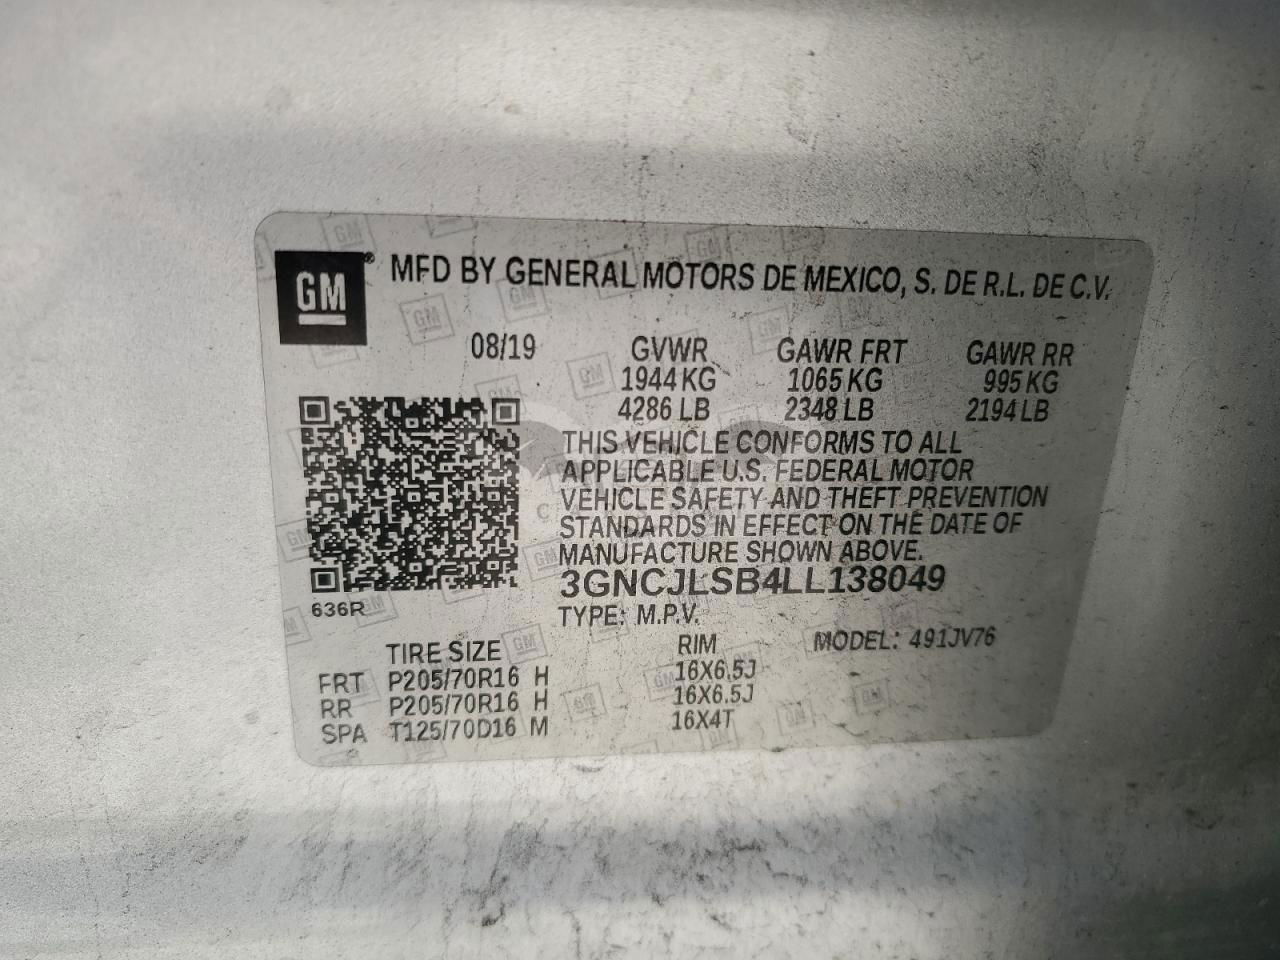 GM ® MFD BY GENERAL MOTORS DE MEXICO, S. DE R.L. DE C.V.
08/19 GVWR GAWR FRT GAWR RR
1944 KG 1065 KG 995 KG
4286 LB 2348 LB 2194 LB
THIS VEHICLE CONFORMS TO ALL
APPLICABLE U.S. FEDERAL MOTOR
VEHICLE SAFETY AND THEFT PREVENTION
STANDARDS IN EFFECT ON THE DATE OF
MANUFACTURE SHOWN ABOVE.
3GNCJLSB4LL138049
636R TYPE: M.P.V.
TIRE SIZE RIM MODEL: 491JV76
FRT P205/70R16 H 16X6.5J
RR P205/70R16 H 16X6.5J
SPA T125/70D16 M 16X4T